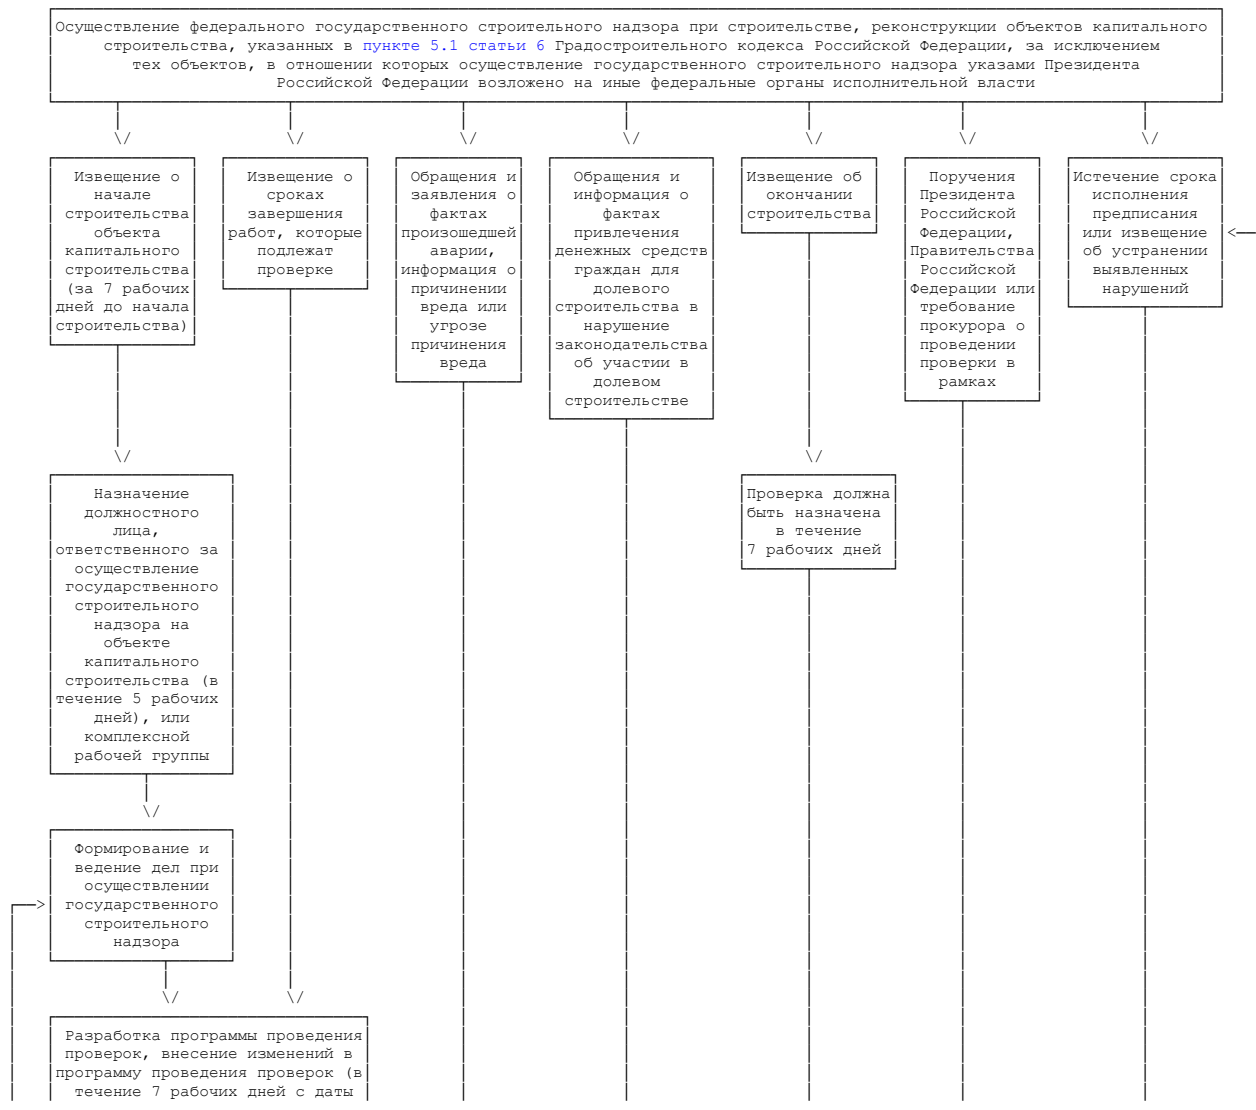 Осуществление федерального государственного строительного надзора при строительстве, реконструкции объектов капитального
строительства, указанных в пункте 5.1 статьи 6 Градостроительного кодекса Российской Федерации, за исключением
тех объектов, в отношении которых осуществление государственного строительного надзора указами Президента
Российской Федерации возложено на иные федеральные органы исполнительной власти
Извещение о
начале
строительства
объекта
капитального
строительства
(за 7 рабочих
дней до начала
строительства)
Извещение о
сроках
завершения
работ, которые
подлежат
проверке
Обращения и
заявления о
фактах
произошедшей
аварии,
информация о
причинении
вреда или
угрозе
причинения
вреда
Обращения и
информация о
фактах
привлечения
денежных средств
граждан для
долевого
строительства в
нарушение
законодательства
об участии в
долевом
строительстве
Извещение об
окончании
строительства
Поручения
Президента
Российской
Федерации,
Правительства
Российской
Федерации или
требование
прокурора о
проведении
проверки в
рамках
Истечение срока
исполнения
предписания
или извещение
об устранении
выявленных
нарушений
Назначение
должностного
лица,
ответственного за
осуществление
государственного
строительного
надзора на
объекте
капитального
строительства (в
течение 5 рабочих
дней), или
комплексной
рабочей группы
Проверка должна
быть назначена
в течение
7 рабочих дней
Формирование и
ведение дел при
осуществлении
государственного
строительного
надзора
Разработка программы проведения
проверок, внесение изменений в
программу проведения проверок (в
течение 7 рабочих дней с даты